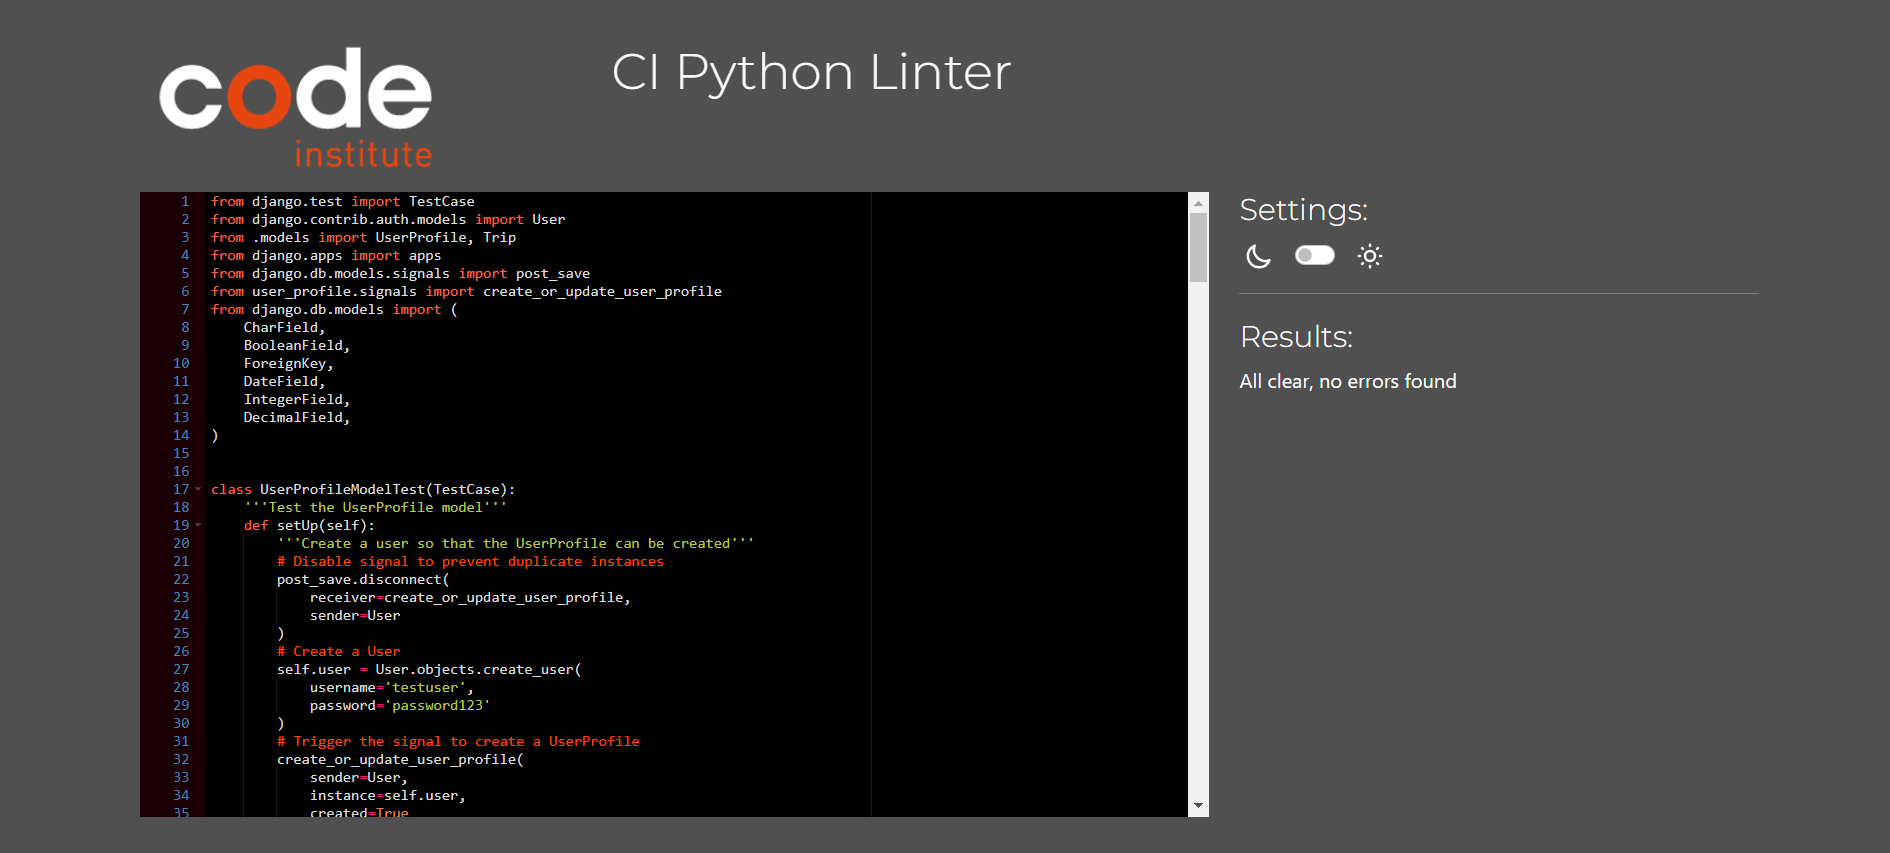 code
institute
CI Python Linter
1 from django.test import TestCase
2 from django.contrib.auth.models import User
3 from .models import UserProfile, Trip
4 from django.apps import apps
5 from django.db.models.signals import post_save
6 from user_profile.signals import create_or_update_user_profile
7 from django.db.models import (
8     CharField,
9     BooleanField,
10     ForeignKey,
11     DateField,
12     IntegerField,
13     DecimalField,
14 )
15
16
17 class UserProfileModelTest(TestCase):
18     '''Test the UserProfile model'''
19     def setUp(self):
20         '''Create a user so that the UserProfile can be created'''
21         # Disable signal to prevent duplicate instances
22         post_save.disconnect(
23             receiver=create_or_update_user_profile,
24             sender=User
25         )
26         # Create a User
27         self.user = User.objects.create_user(
28             username='testuser',
29             password='password123'
30         )
31         # Trigger the signal to create a UserProfile
32         create_or_update_user_profile(
33             sender=User,
34             instance=self.user,
35             created=True
Settings:
Results:
All clear, no errors found